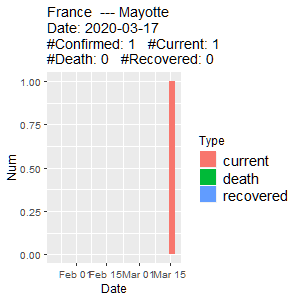 France  --- Mayotte
Date: 2020-03-17
#Confirmed: 1   #Current: 1
#Death: 0   #Recovered: 0
1.00
0.75
0.50
0.25
0.00
Num
Feb 01 Feb 15 Mar 01 Mar 15
Date
Type
current
death
recovered